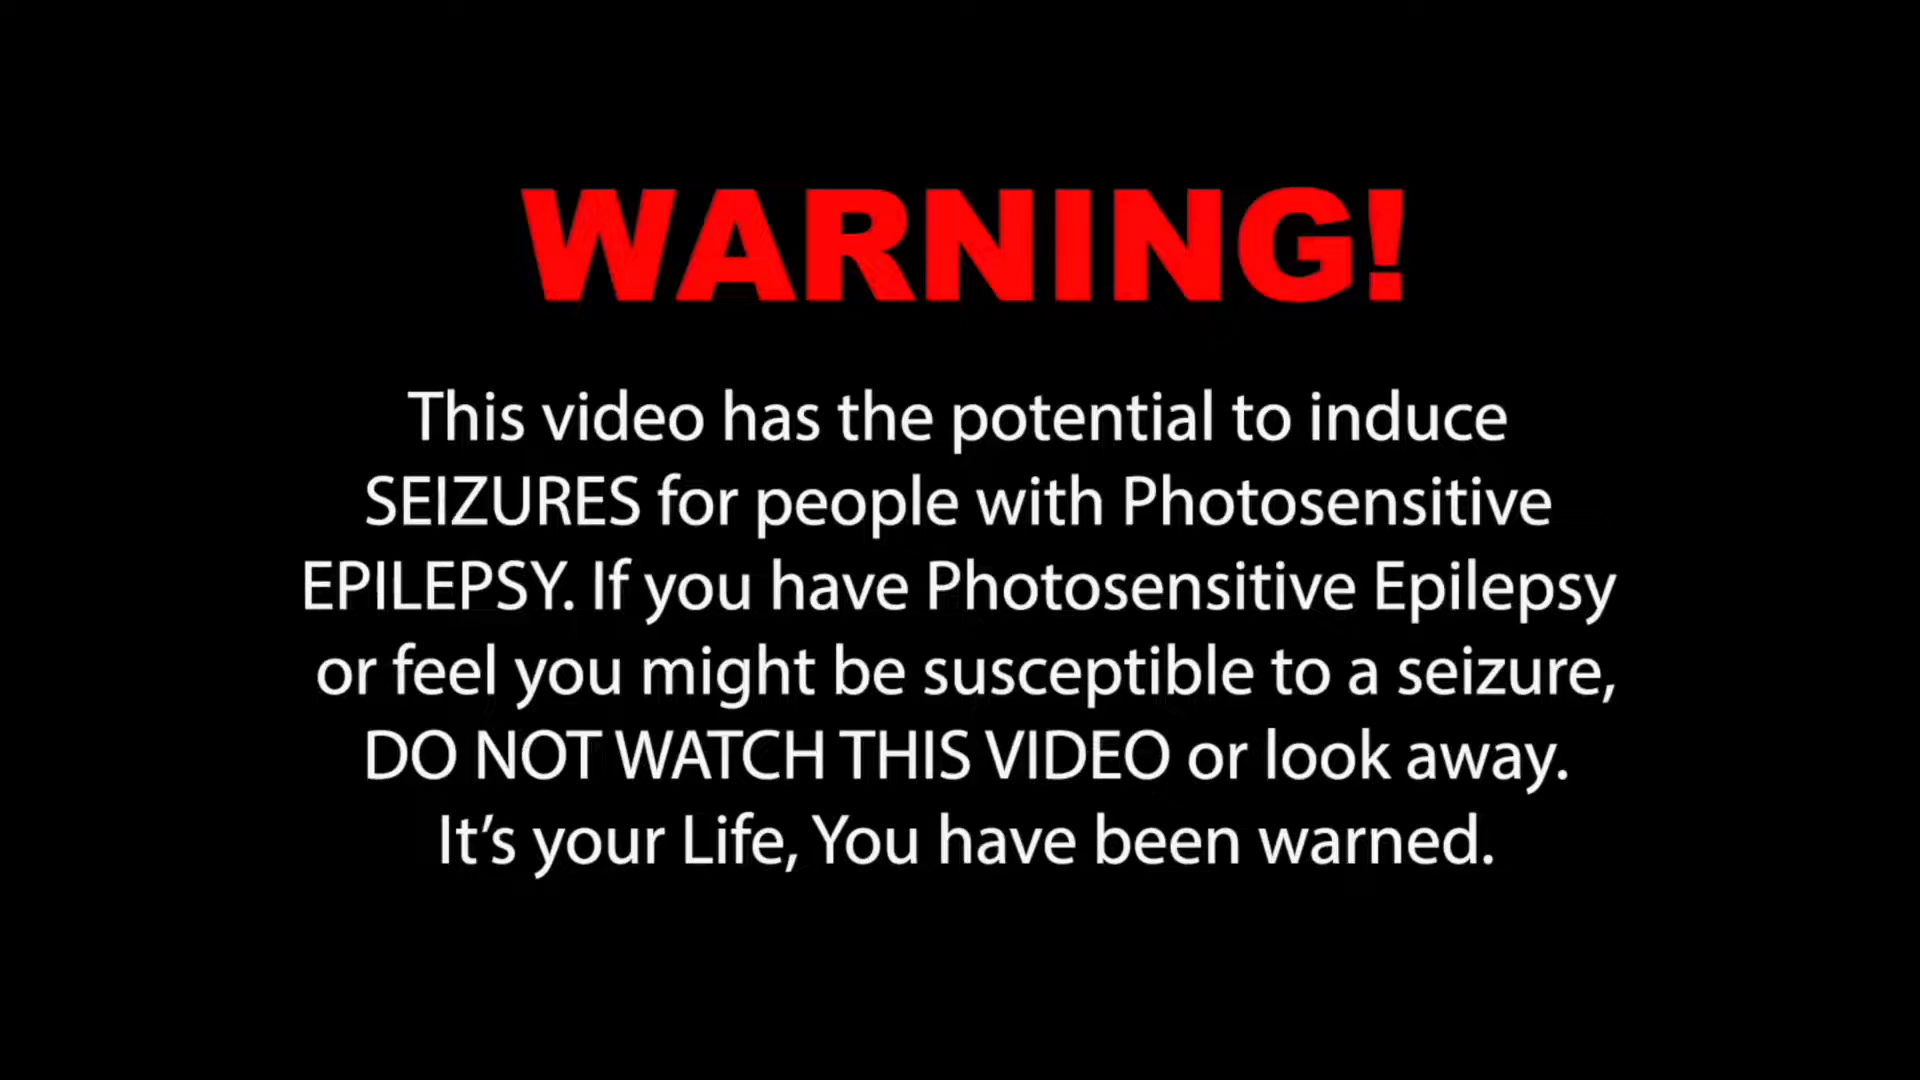 WARNING!
This video has the potential to induce
SEIZURES for people with Photosensitive
EPILEPSY. If you have Photosensitive Epilepsy
or feel you might be susceptible to a seizure,
DO NOT WATCH THIS VIDEO or look away.
It’s your Life, You have been warned.